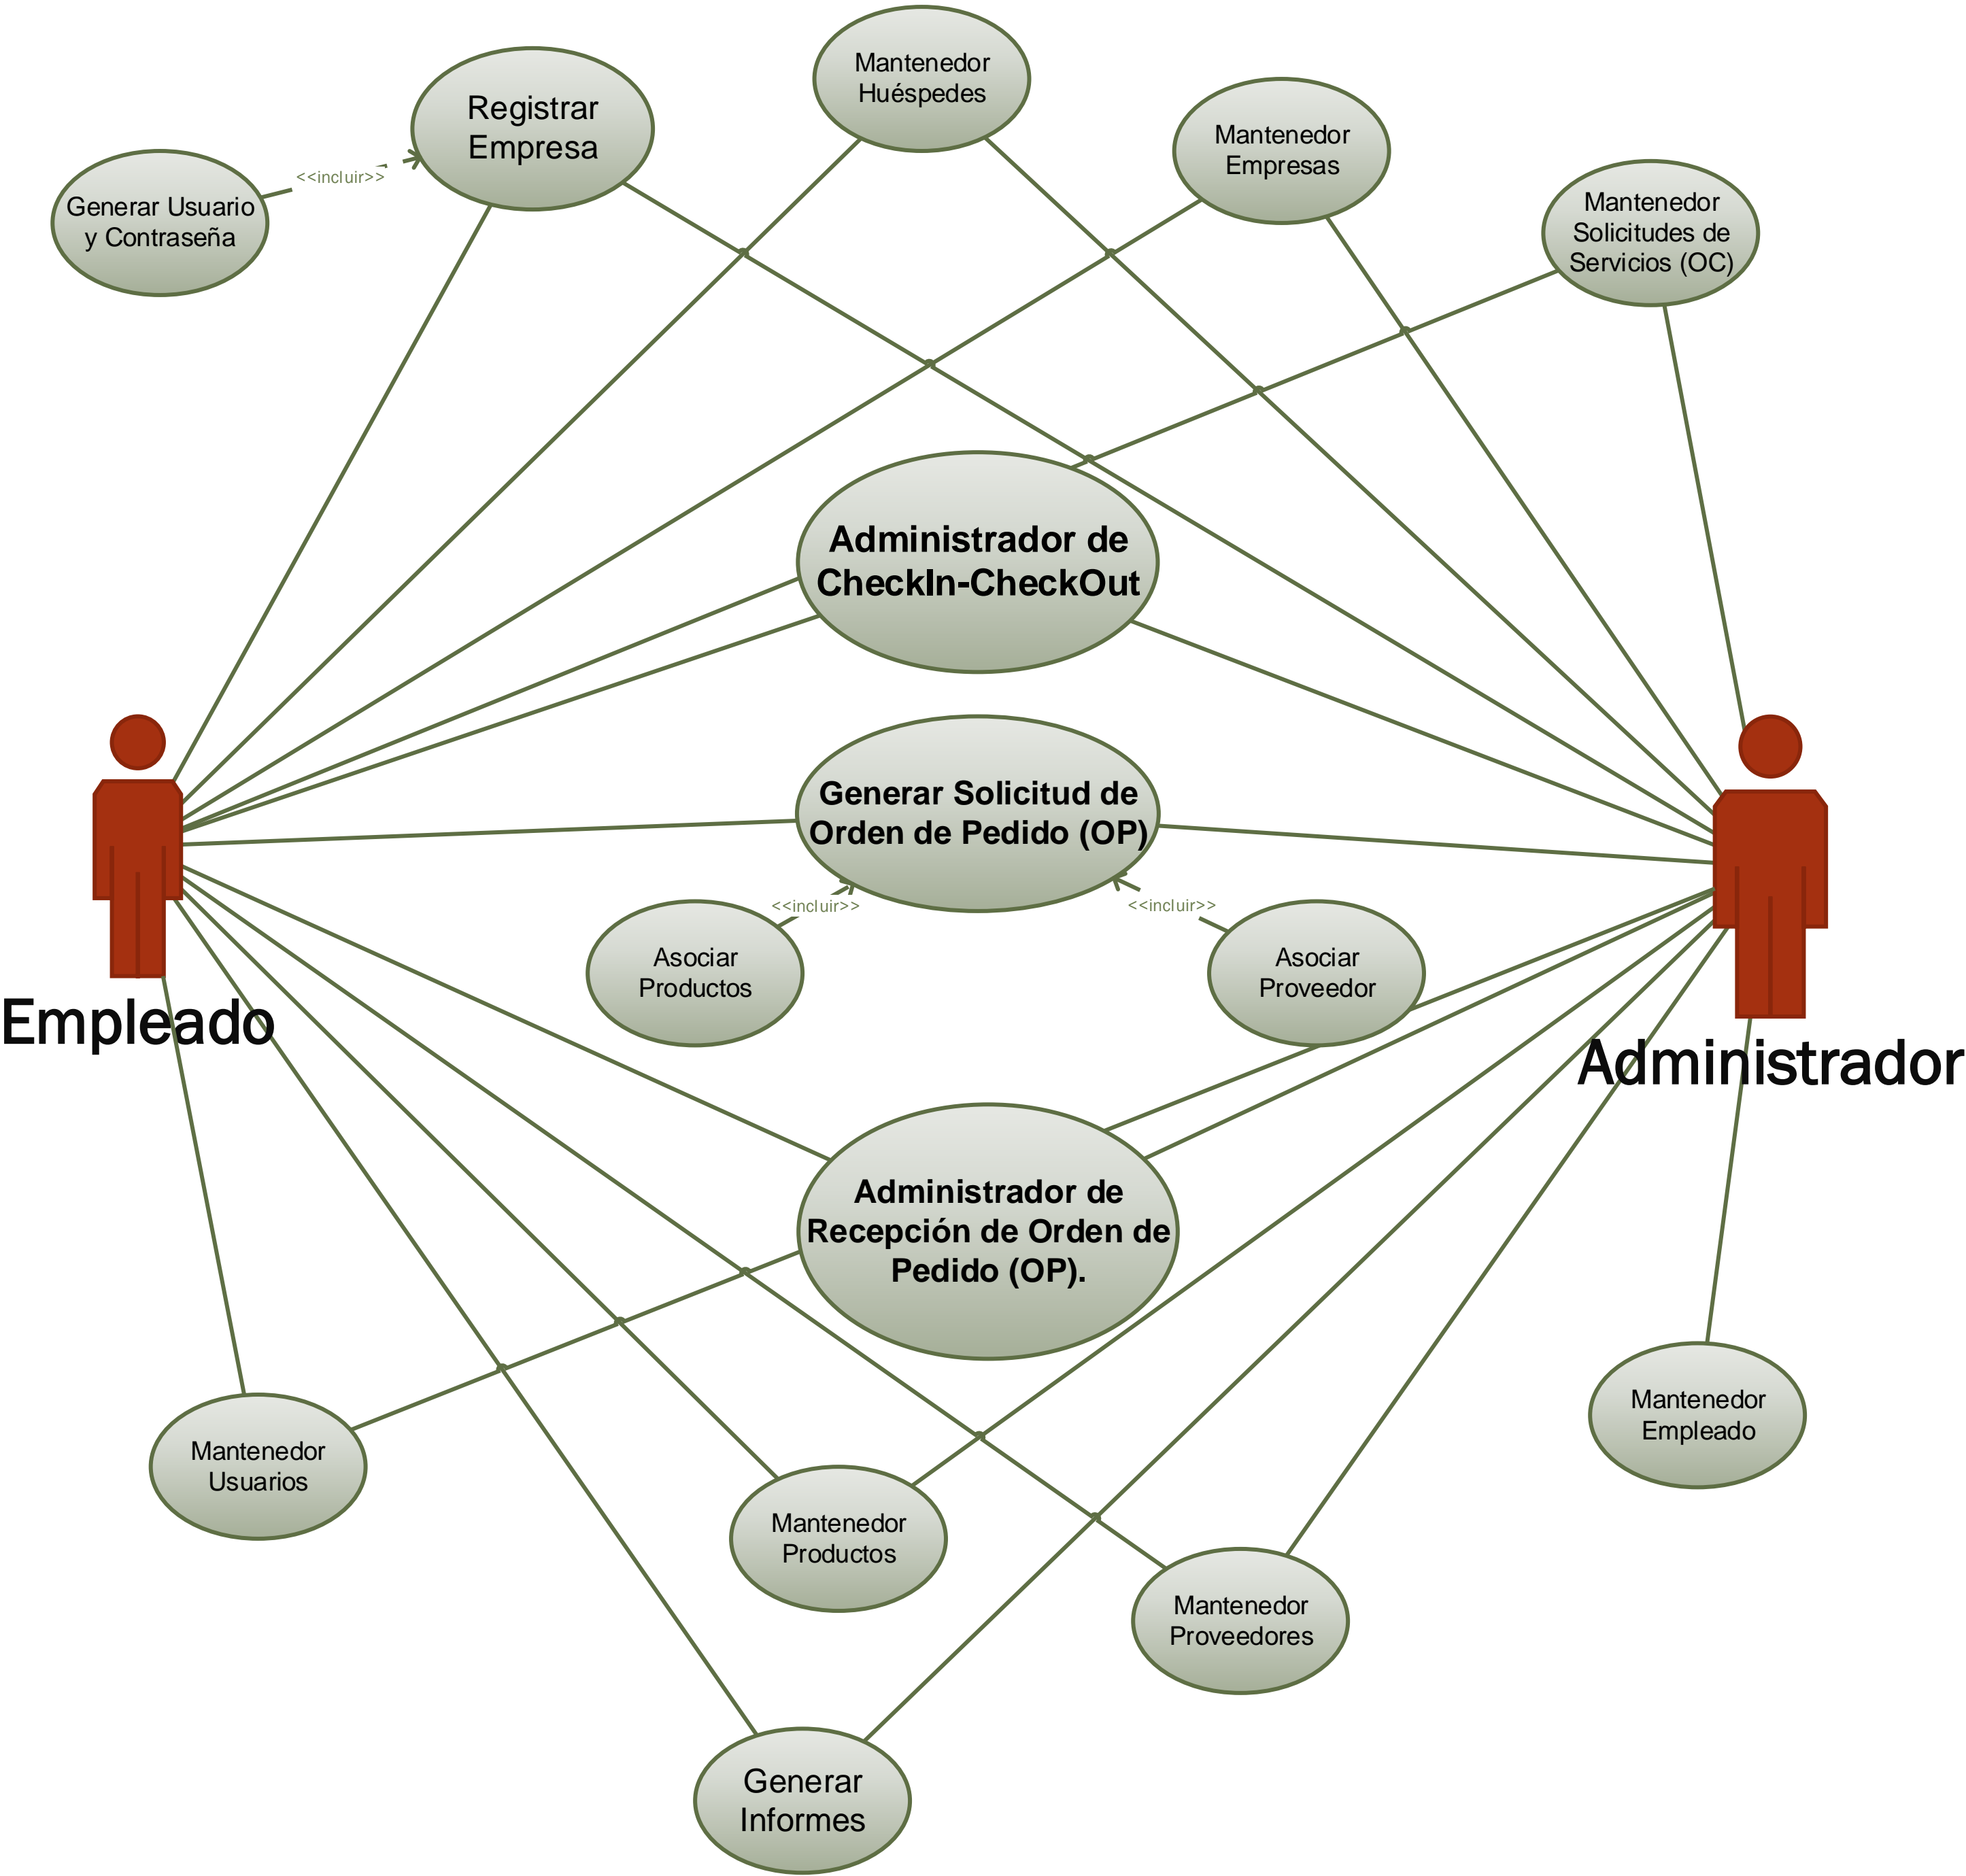 Mantenedor
Huéspedes
Registrar
Empresa
Mantenedor
Empresas
<<incluir>>
Generar Usuario
y Contraseña
Mantenedor
Solicitudes de
Servicios (OC)
Administrador de
CheckIn-CheckOut
Generar Solicitud de
Orden de Pedido (OP)
<<incluir>>
<<incluir>>
Asociar
Productos
Asociar
Proveedor
Empleado
Administrador
Administrador de
Recepción de Orden de
Pedido (OP).
Mantenedor
Empleado
Mantenedor
Usuarios
Mantenedor
Productos
Mantenedor
Proveedores
Generar
Informes